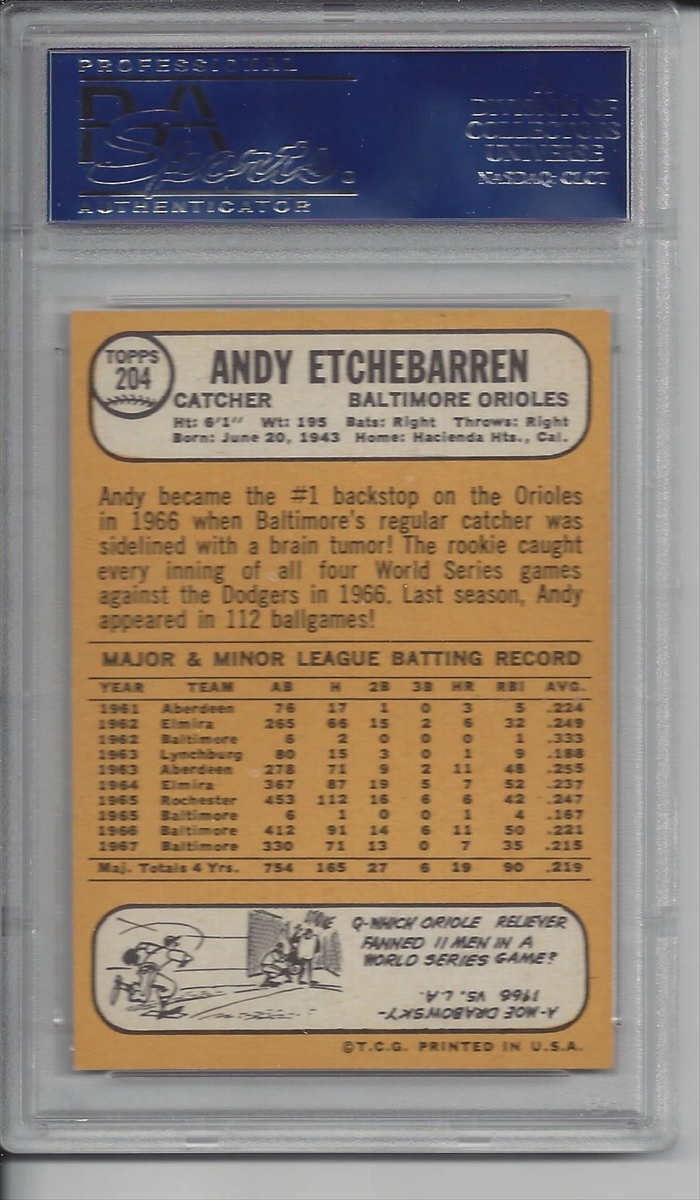 PROFESSIONAL
PSA
Sports
AUTHENTICATOR
A
DIVISION OF
COLLECTORS
UNIVERSE
NASDAQ: CLCT
TOPPS
204
ANDY ETCHEBARREN
CATCHER BALTIMORE ORIOLES
Ht: 6'1" Wt: 195 Bats: Right Throws: Right
Born: June 20, 1943 Home: Hacienda Hts., Cal.
Andy became the #1 backstop on the Orioles
in 1966 when Baltimore's regular catcher was
sidelined with a brain tumor! The rookie caught
every inning of all four World Series games
against the Dodgers in 1966. Last season, Andy
appeared in 112 ballgames!
MAJOR & MINOR LEAGUE BATTING RECORD
YEAR TEAM AB H 2B 3B HR RBI AVG.
1961 Aberdeen 76 17 1 0 3 5 .224
1962 Elmira 265 66 15 2 6 32 .249
1962 Baltimore 6 2 0 0 0 1 .333
1963 Lynchburg 80 15 3 0 1 9 .188
1963 Aberdeen 278 71 9 2 11 48 .255
1964 Elmira 367 87 19 5 7 52 .237
1965 Rochester 453 112 16 6 6 42 .247
1965 Baltimore 6 1 0 0 1 4 .167
1966 Baltimore 412 91 14 6 11 50 .221
1967 Baltimore 330 71 13 0 7 35 .215
Maj. Totals 4 Yrs. 754 165 27 6 19 90 .219
Q-WHICH ORIOLE RELIEVER
FANNED 11 MEN IN A
WORLD SERIES GAME?
A-MOE DRABOWSKY-
1966 VS. L.A.
©T.C.G. PRINTED IN U.S.A.